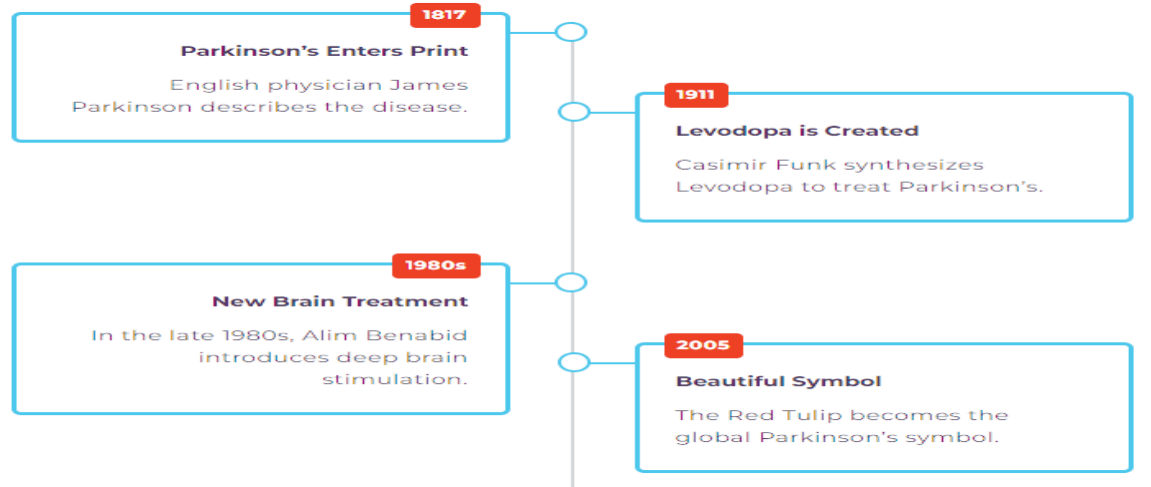 1817
Parkinson's Enters Print
English physician James
Parkinson describes the disease.
1911
Levodopa is Created
Casimir Funk synthesizes
Levodopa to treat Parkinson's.
1980s
New Brain Treatment
In the late 1980s, Alim Benabid
introduces deep brain
stimulation.
2005
Beautiful Symbol
The Red Tulip becomes the
global Parkinson's symbol.